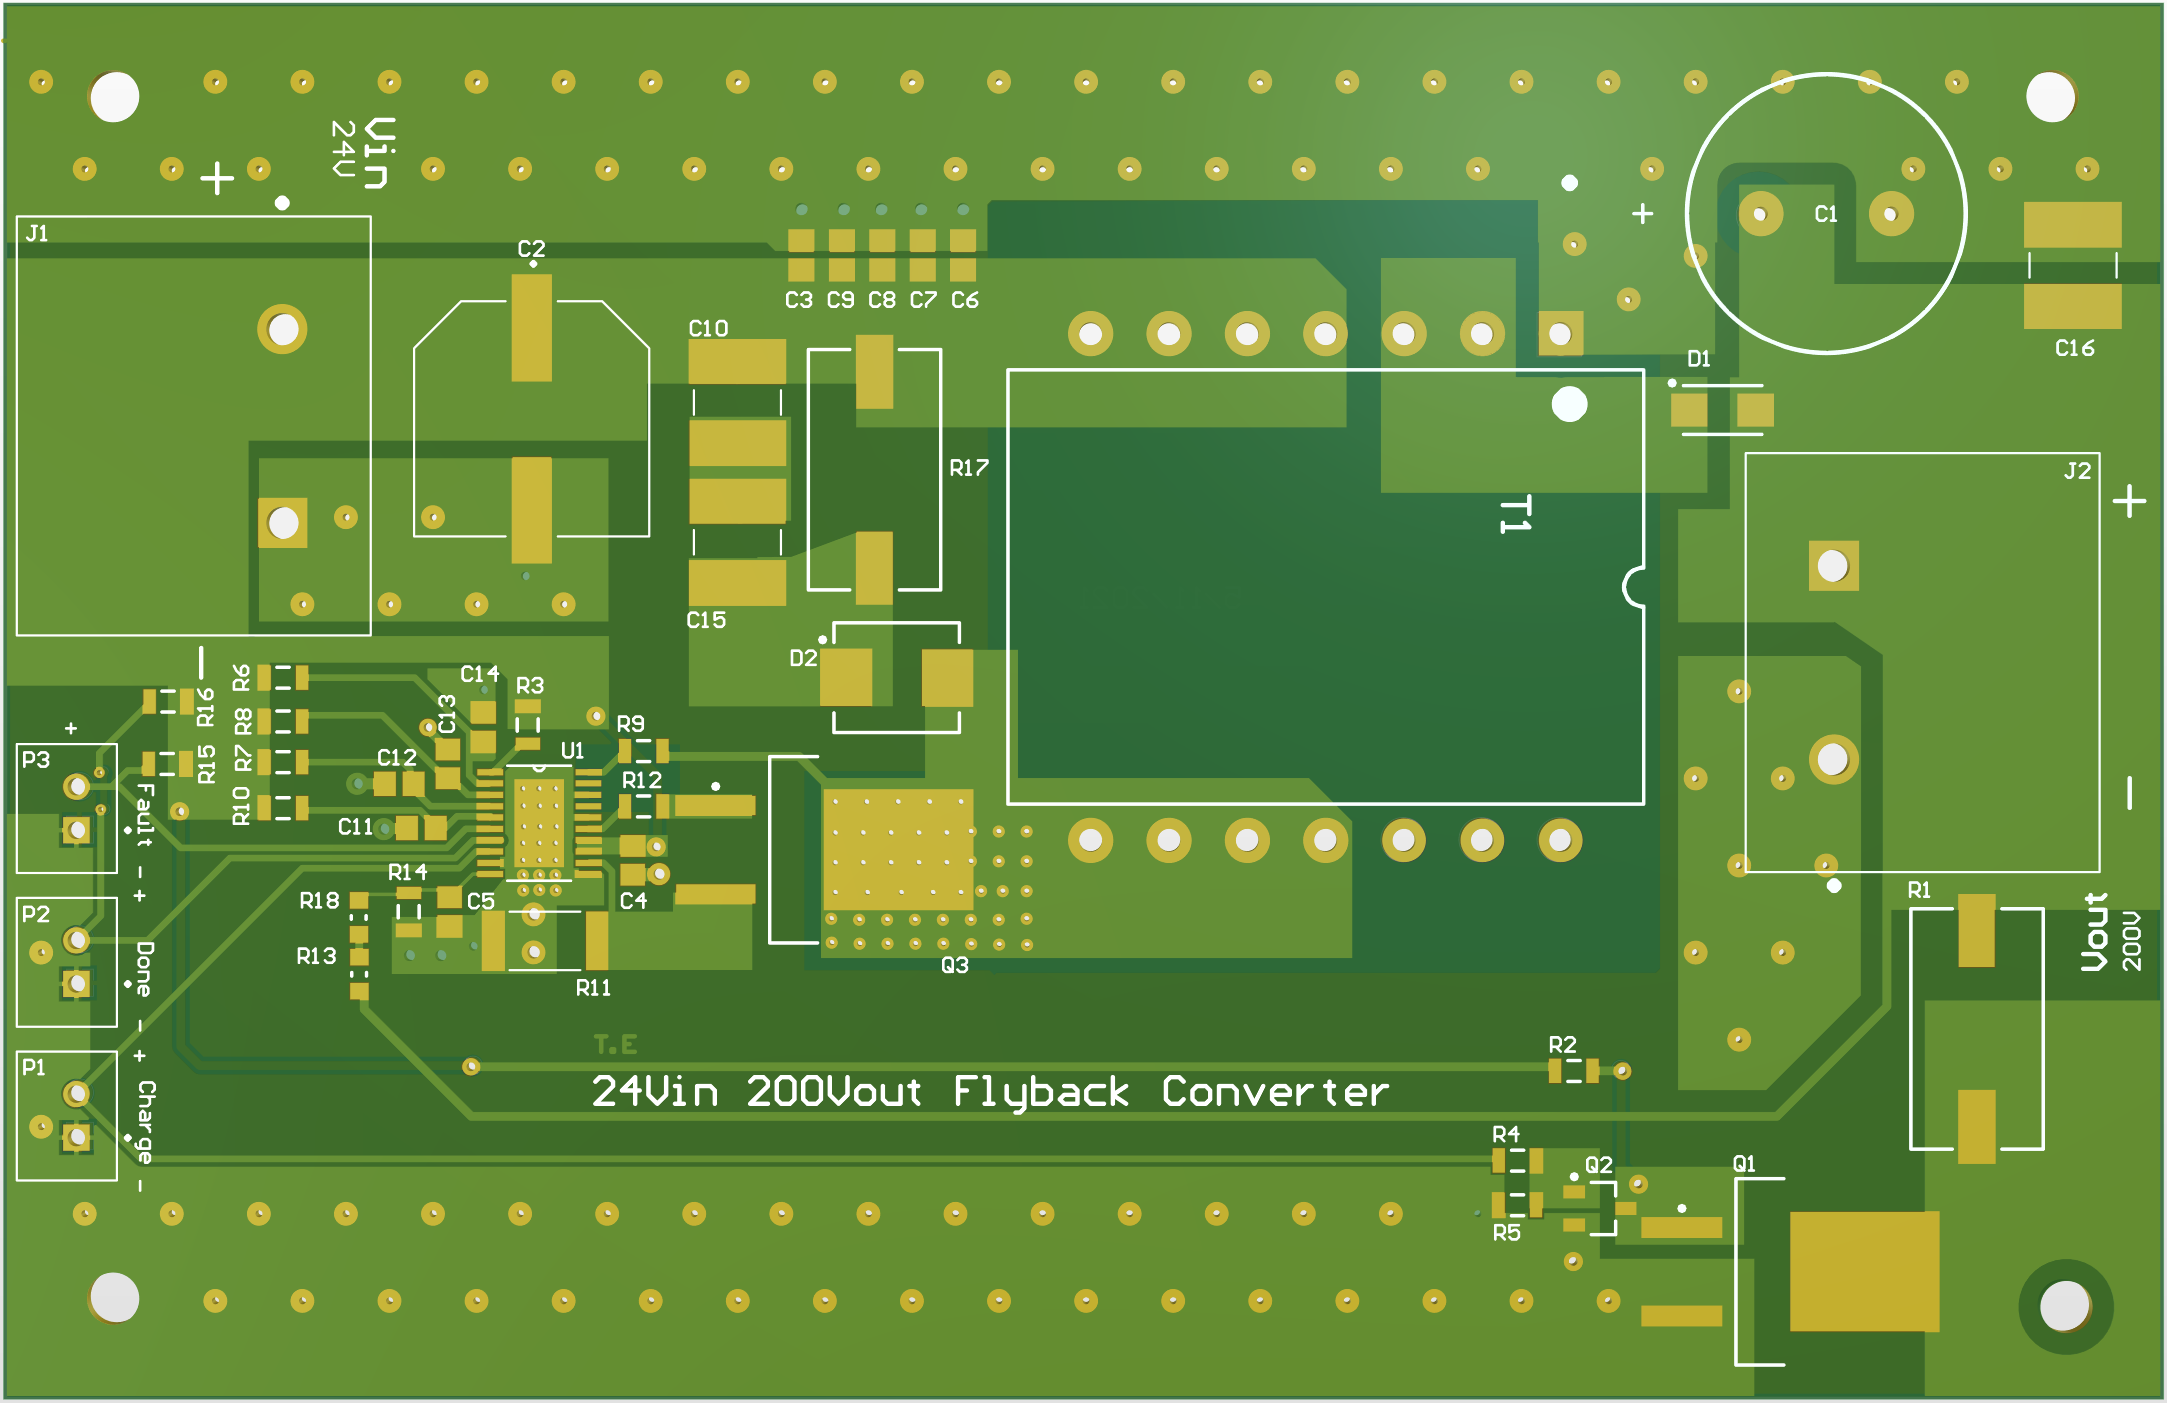 Vin
24V
+
J1
C2
C3 C9 C8 C7 C6
+
C1
C16
C10
D1
R17
J2
+
T1
C15
—
D2
R6
R16
C14
R3
C13
R8
R9
+
P3
R15
R7
C12
U1
R12
Fault
R10
C11
—
R14
R1
- +
P2
R18
C5
C4
Vout
200V
Done
R13
Q3
R11
-
T.E
R2
+
P1
24Vin 200Vout Flyback Converter
Charge
R4
Q2
Q1
-
R5